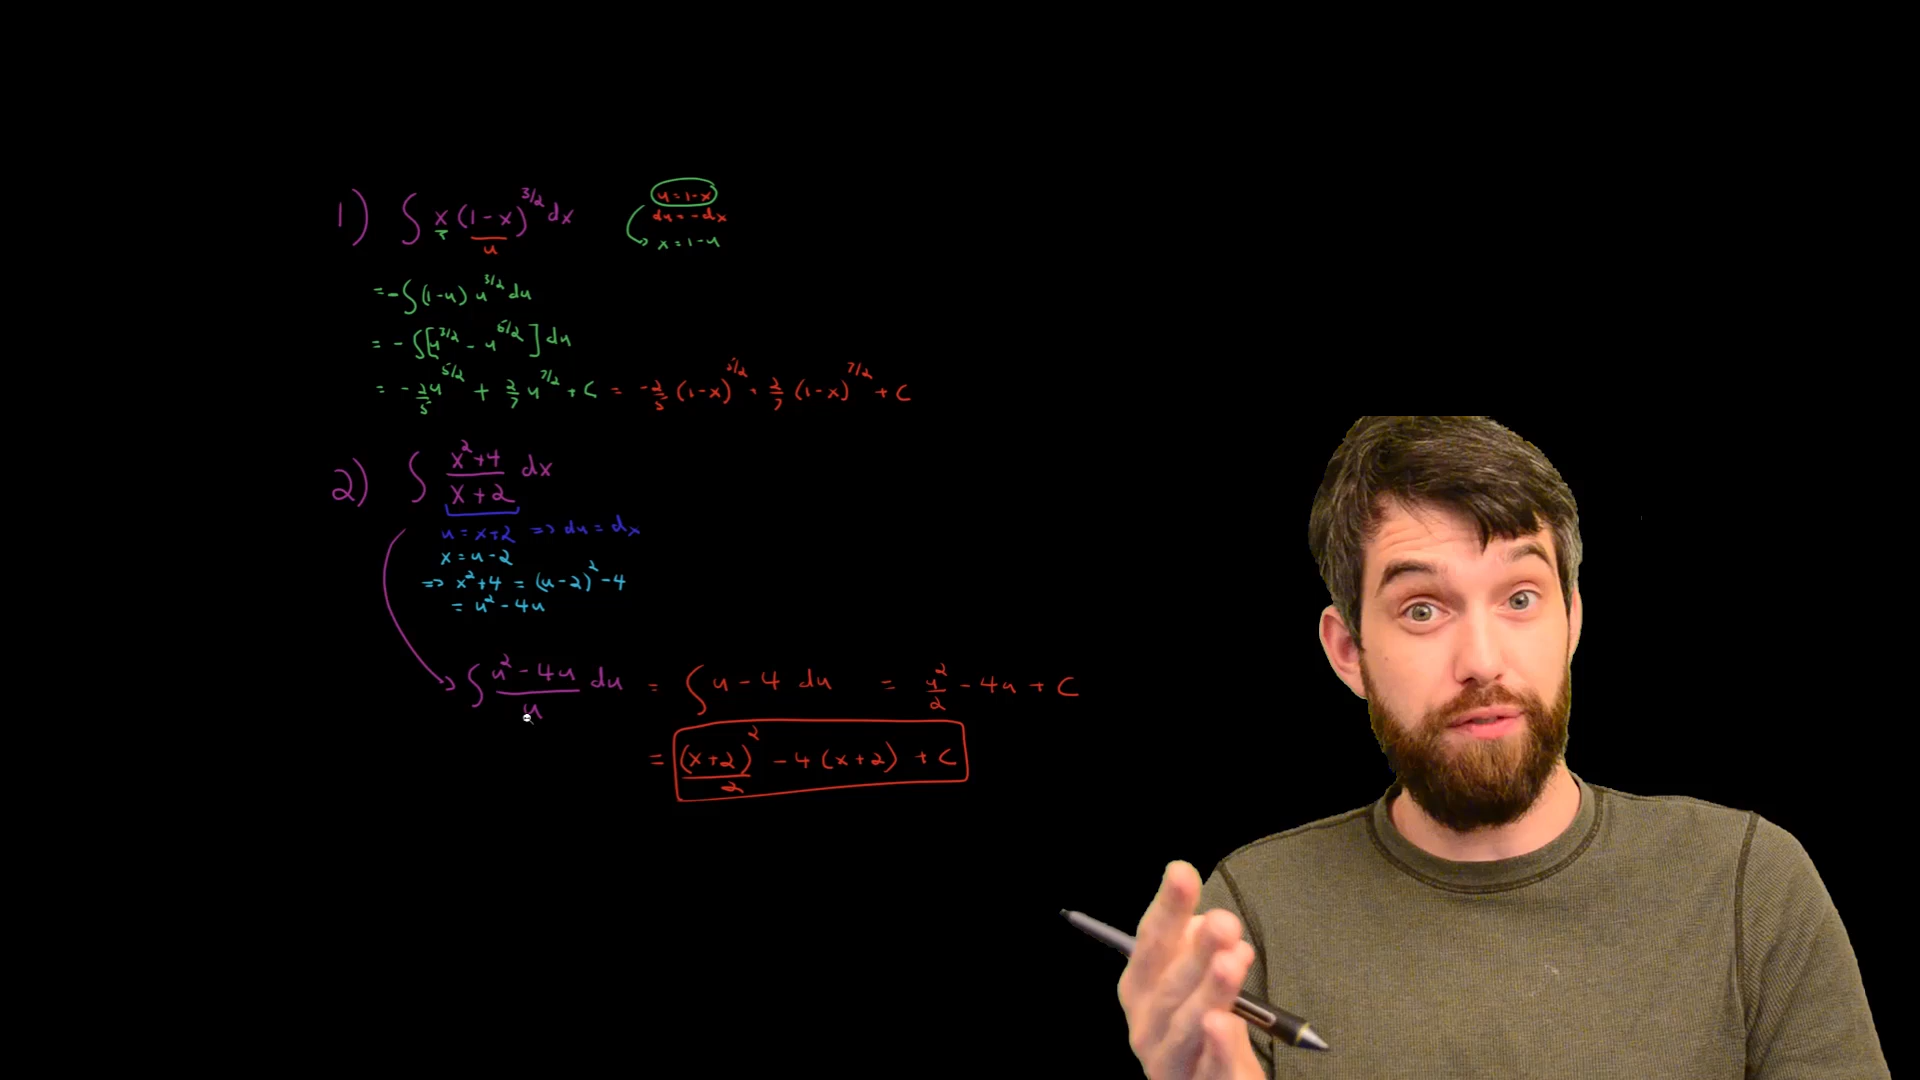 1) ∫ x (1-x)^{3/2} dx
u
u = 1-x
du = -dx
x = 1-u
= -∫ (1-u) u^{3/2} du
= -∫ [u^{3/2} - u^{5/2}] du
= -2/5 u^{5/2} + 2/7 u^{7/2} + C = -2/5 (1-x)^{5/2} + 2/7 (1-x)^{7/2} + C
2) ∫ (x^2+4)/(x+2) dx
u = x+2 => du = dx
x = u-2
=> x^2+4 = (u-2)^2 -4
= u^2 - 4u
∫ (u^2 - 4u)/u du = ∫ u - 4 du = u^2/2 - 4u + C
= (x+2)^2/2 - 4(x+2) + C